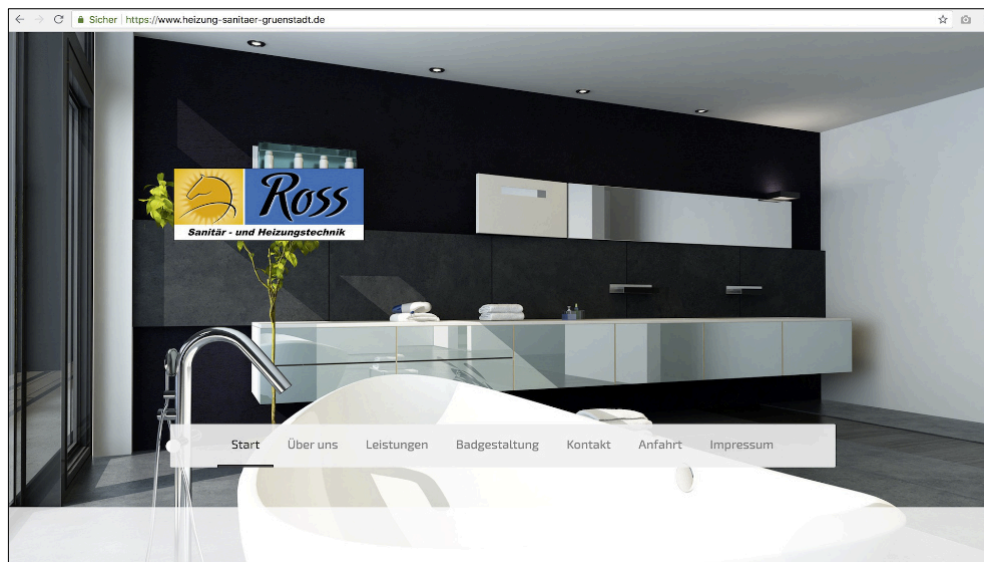 Sicher https://www.heizung-sanitaer-gruenstadt.de
Ross
Sanitär - und Heizungstechnik
Start Über uns Leistungen Badgestaltung Kontakt Anfahrt Impressum